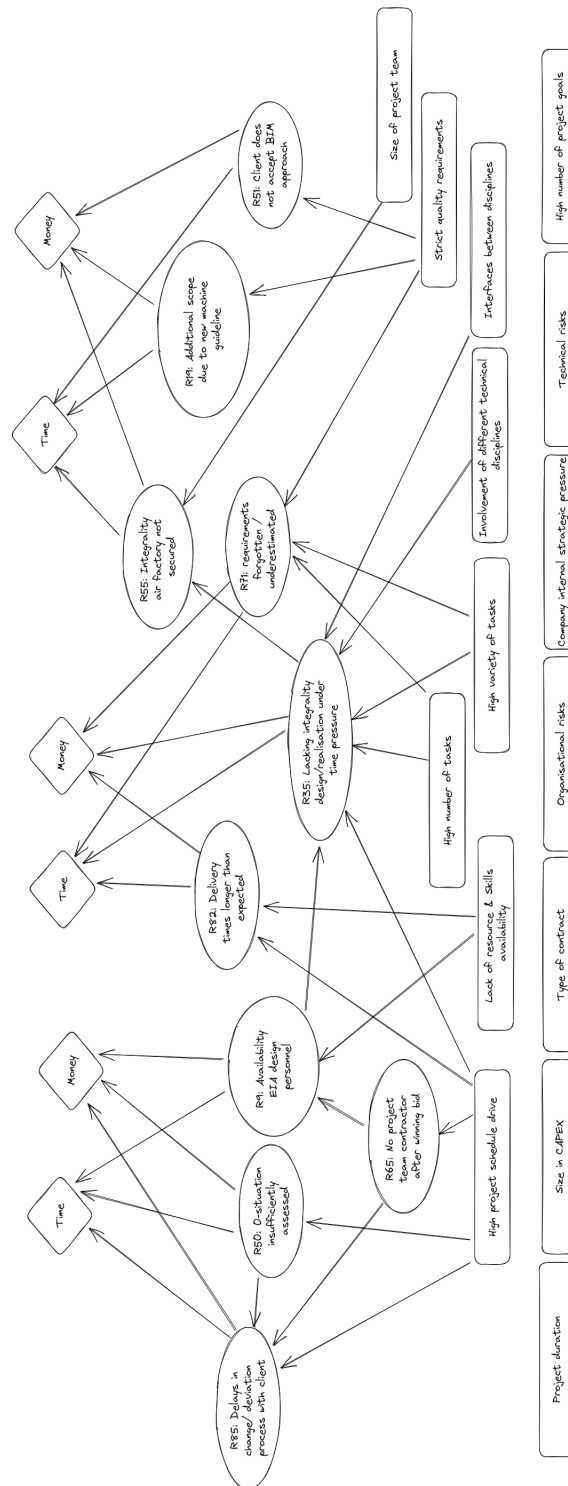 Time
Money
Time
Money
Time
Money
R85: Delays in
change/ deviation
process with client
R50: 0-situation
insufficiently
assessed
R9: Availability
EIA design
personnel
R82: Delivery
times longer than
expected
R55: Integrality
air factory not
secured
R19: Additional scope
due to new machine
guideline
R51: Client does
not accept BIM
approach
R71: requirements
forgotten /
underestimated
R35: Lacking integrality
design/realisation under
time pressure
R65: No project
team contractor
after winning bid
Size of project team
Strict quality requirements
High number of tasks
High project schedule drive
Lack of resource & Skills
availability
High variety of tasks
Involvement of different technical
disciplines
Interfaces between disciplines
Project duration
Size in CAPEX
Type of contract
Organisational risks
Company internal strategic pressure
Technical risks
High number of project goals